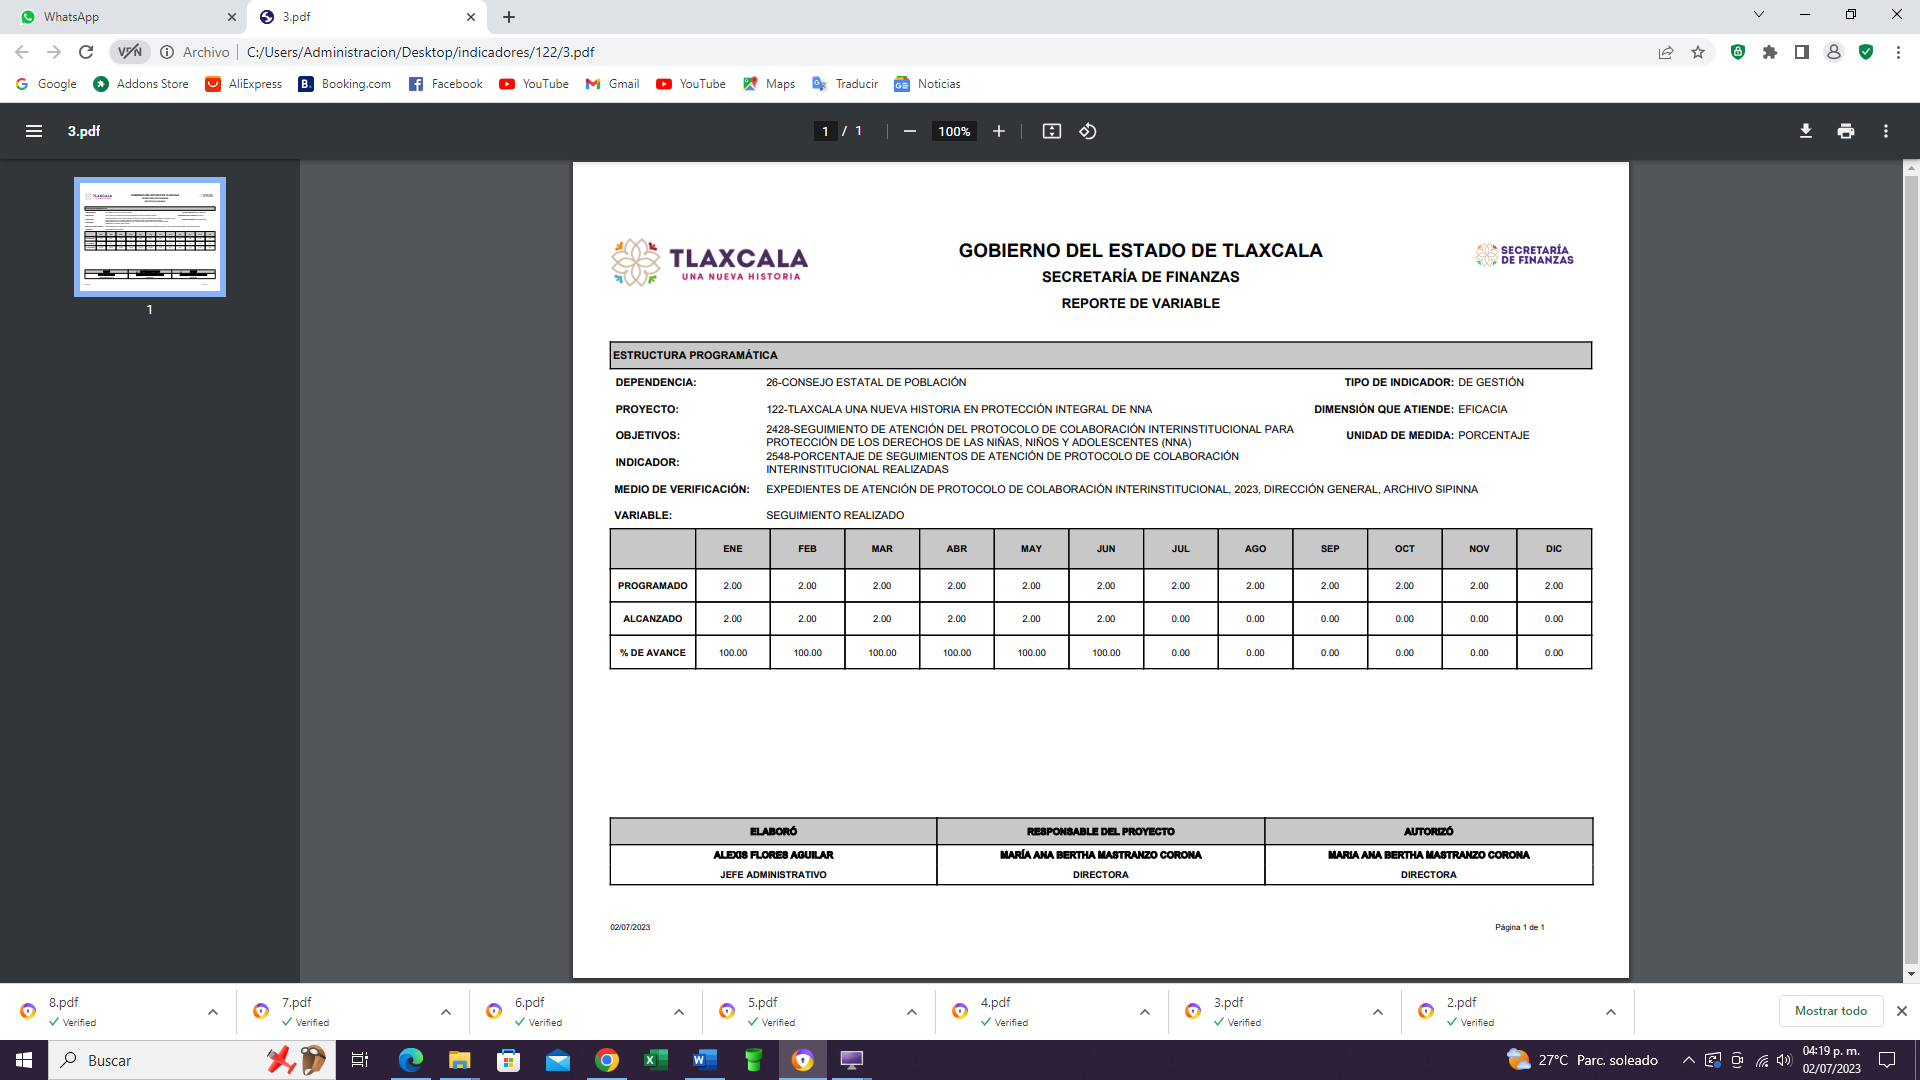 WhatsApp
3.pdf
VPN
Archivo
C:/Users/Administracion/Desktop/indicadores/122/3.pdf
Google
Addons Store
AliExpress
Booking.com
Facebook
YouTube
Gmail
YouTube
Maps
Traducir
Noticias
3.pdf
1 / 1
100%
1
TLAXCALA
UNA NUEVA HISTORIA
GOBIERNO DEL ESTADO DE TLAXCALA
SECRETARÍA DE FINANZAS
REPORTE DE VARIABLE
SECRETARÍA
DE FINANZAS
ESTRUCTURA PROGRAMÁTICA
DEPENDENCIA: 26-CONSEJO ESTATAL DE POBLACIÓN TIPO DE INDICADOR: DE GESTIÓN
PROYECTO: 122-TLAXCALA UNA NUEVA HISTORIA EN PROTECCIÓN INTEGRAL DE NNA DIMENSIÓN QUE ATIENDE: EFICACIA
OBJETIVOS: 2428-SEGUIMIENTO DE ATENCIÓN DEL PROTOCOLO DE COLABORACIÓN INTERINSTITUCIONAL PARA
PROTECCIÓN DE LOS DERECHOS DE LAS NIÑAS, NIÑOS Y ADOLESCENTES (NNA)
UNIDAD DE MEDIDA: PORCENTAJE
INDICADOR: 2548-PORCENTAJE DE SEGUIMIENTOS DE ATENCIÓN DE PROTOCOLO DE COLABORACIÓN
INTERINSTITUCIONAL REALIZADAS
MEDIO DE VERIFICACIÓN: EXPEDIENTES DE ATENCIÓN DE PROTOCOLO DE COLABORACIÓN INTERINSTITUCIONAL, 2023, DIRECCIÓN GENERAL, ARCHIVO SIPINNA
VARIABLE: SEGUIMIENTO REALIZADO
ENE FEB MAR ABR MAY JUN JUL AGO SEP OCT NOV DIC
PROGRAMADO 2.00 2.00 2.00 2.00 2.00 2.00 2.00 2.00 2.00 2.00 2.00 2.00
ALCANZADO 2.00 2.00 2.00 2.00 2.00 2.00 0.00 0.00 0.00 0.00 0.00 0.00
% DE AVANCE 100.00 100.00 100.00 100.00 100.00 100.00 0.00 0.00 0.00 0.00 0.00 0.00
ELABORÓ RESPONSABLE DEL PROYECTO AUTORIZÓ
ALEXIS FLORES AGUILAR MARÍA ANA BERTHA MASTRANZO CORONA MARIA ANA BERTHA MASTRANZO CORONA
JEFE ADMINISTRATIVO DIRECTORA DIRECTORA
02/07/2023 Página 1 de 1
8.pdf
Verified
7.pdf
Verified
6.pdf
Verified
5.pdf
Verified
4.pdf
Verified
3.pdf
Verified
2.pdf
Verified
Mostrar todo
Buscar
27°C Parc. soleado
04:19 p. m.
02/07/2023